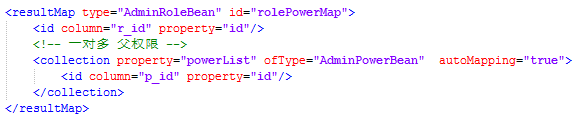 <resultMap type="AdminRoleBean" id="rolePowerMap">
<id column="r_id" property="id"/>
<!-- 一对多 父权限 -->
<collection property="powerList" ofType="AdminPowerBean"  autoMapping="true">
<id column="p_id" property="id"/>
</collection>
</resultMap>